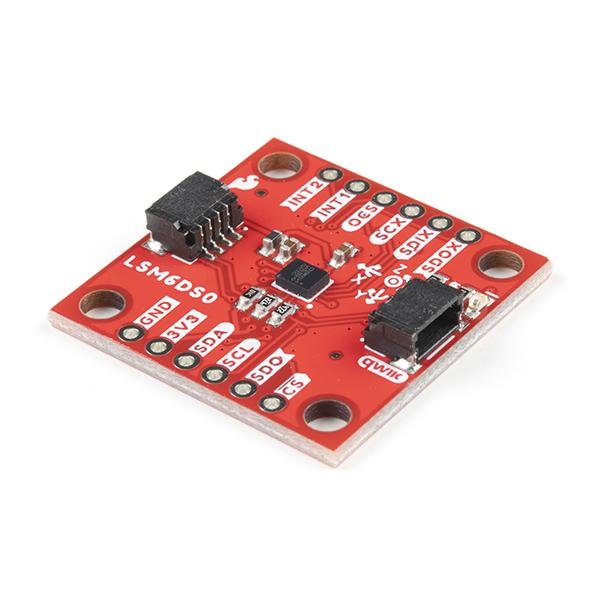 INT2
INT1
OCS
SCX
SDIX
SDOX
LSM6DSO
X
Y
Z
GND
3V3
SDA
SCL
SDO
CS
qwiic